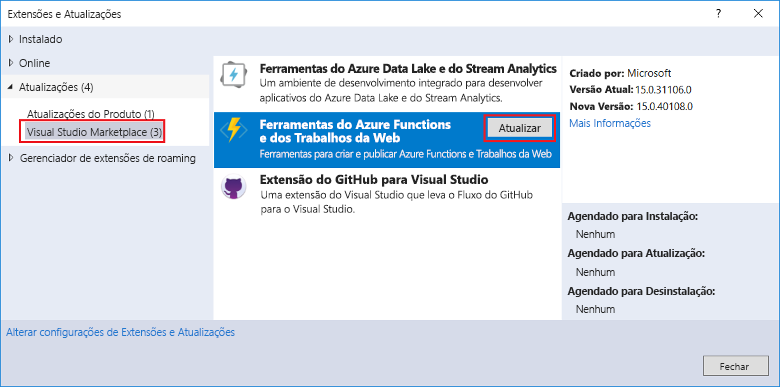 Extensões e Atualizações
?
Instalado
Online
Atualizações (4)
Atualizações do Produto (1)
Visual Studio Marketplace (3)
Gerenciador de extensões de roaming
Ferramentas do Azure Data Lake e do Stream Analytics
Um ambiente de desenvolvimento integrado para desenvolver
aplicativos do Azure Data Lake e do Stream Analytics.
Ferramentas do Azure Functions
e dos Trabalhos da Web
Atualizar
Ferramentas para criar e publicar Azure Functions e Trabalhos da Web
Extensão do GitHub para Visual Studio
Uma extensão do Visual Studio que leva o Fluxo do GitHub
para o Visual Studio.
Criado por: Microsoft
Versão Atual: 15.0.31106.0
Nova Versão: 15.0.40108.0
Mais Informações
Agendado para Instalação:
Nenhum
Agendado para Atualização:
Nenhum
Agendado para Desinstalação:
Nenhum
Alterar configurações de Extensões e Atualizações
Fechar